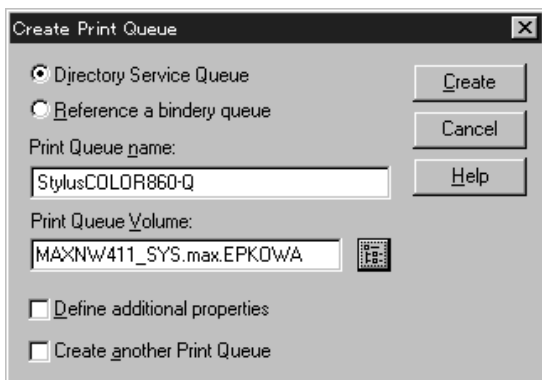 Create Print Queue
Directory Service Queue
Create
Reference a bindery queue
Cancel
Print Queue name:
Help
StylusCOLOR860-Q
Print Queue Volume:
MAXNW411_SYS.max.EPKOWA
Define additional properties
Create another Print Queue